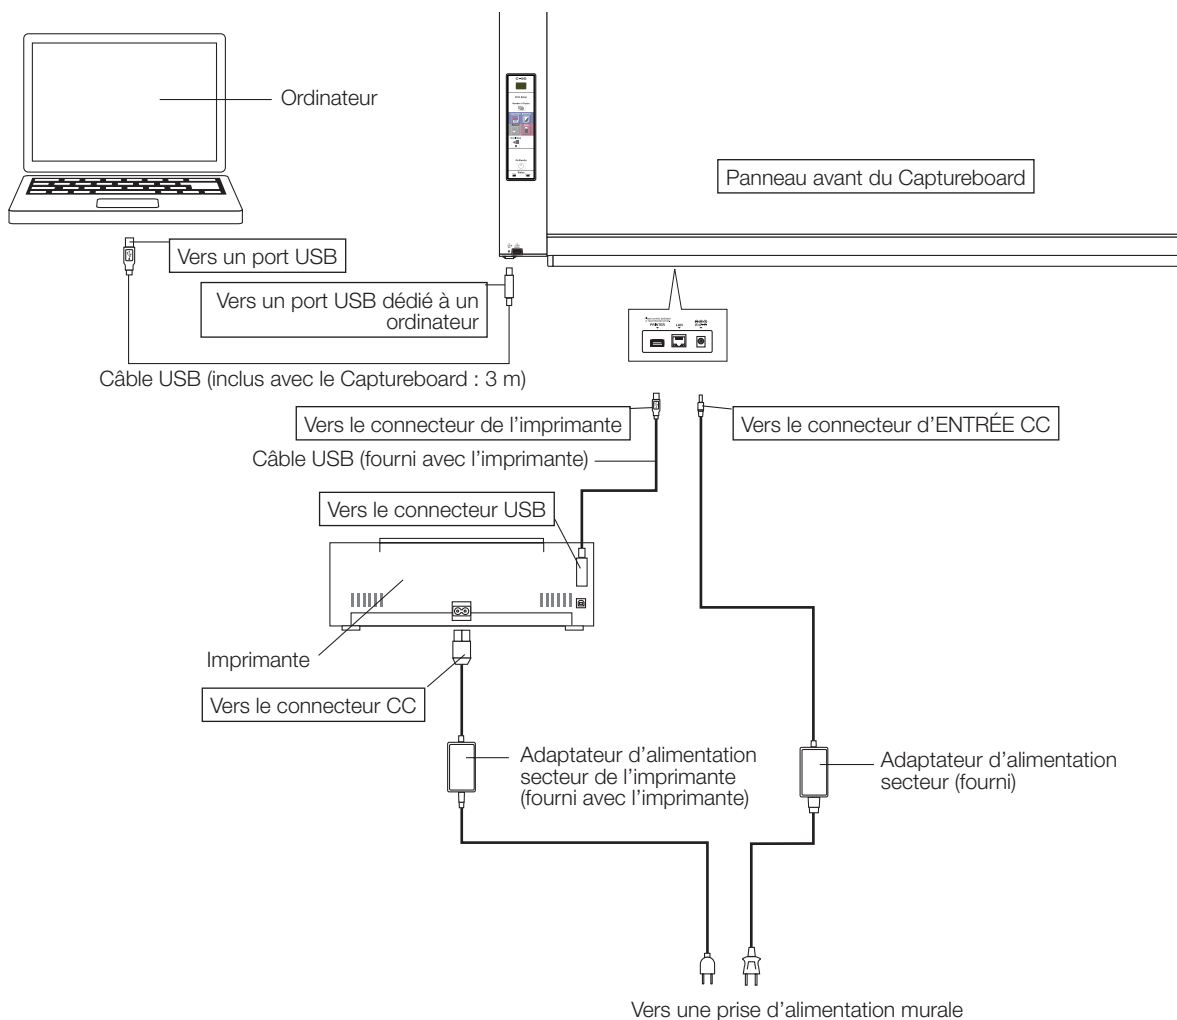 Ordinateur
Panneau avant du Captureboard
Vers un port USB
Vers un port USB dédié à un
ordinateur
PRINTER
LAN
Câble USB (inclus avec le Captureboard : 3 m)
Vers le connecteur de l’imprimante
Vers le connecteur d’ENTRÉE CC
Câble USB (fourni avec l’imprimante)
Vers le connecteur USB
Imprimante
Vers le connecteur CC
Adaptateur d’alimentation
secteur de l’imprimante
(fourni avec l’imprimante)
Adaptateur d’alimentation
secteur (fourni)
Vers une prise d’alimentation murale